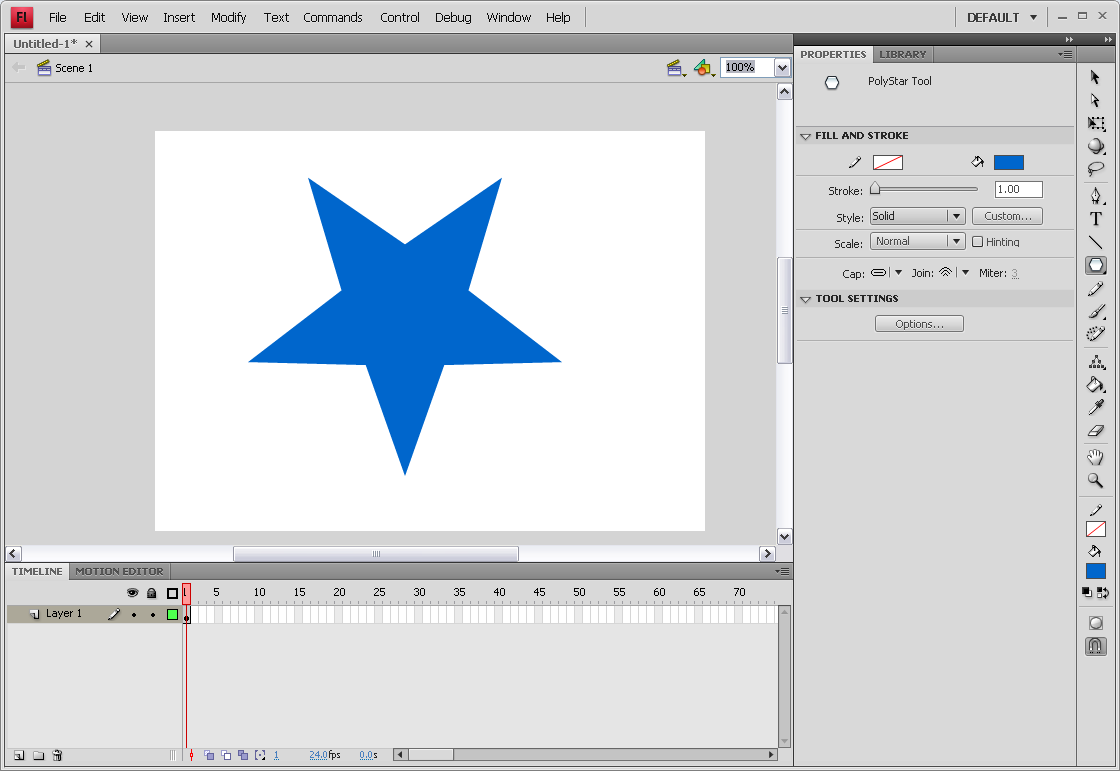 FL File Edit View Insert Modify Text Commands Control Debug Window Help DEFAULT
Untitled-1*
PROPERTIES LIBRARY
Scene 1 100%
PolyStar Tool
FILL AND STROKE
Stroke: 1.00
Style: Solid Custom...
Scale: Normal Hinting
Cap: Join: Miter: 3
TOOL SETTINGS
Options...
T
TIMELINE MOTION EDITOR
1 5 10 15 20 25 30 35 40 45 50 55 60 65 70
Layer 1
1 24.0fps 0.0s